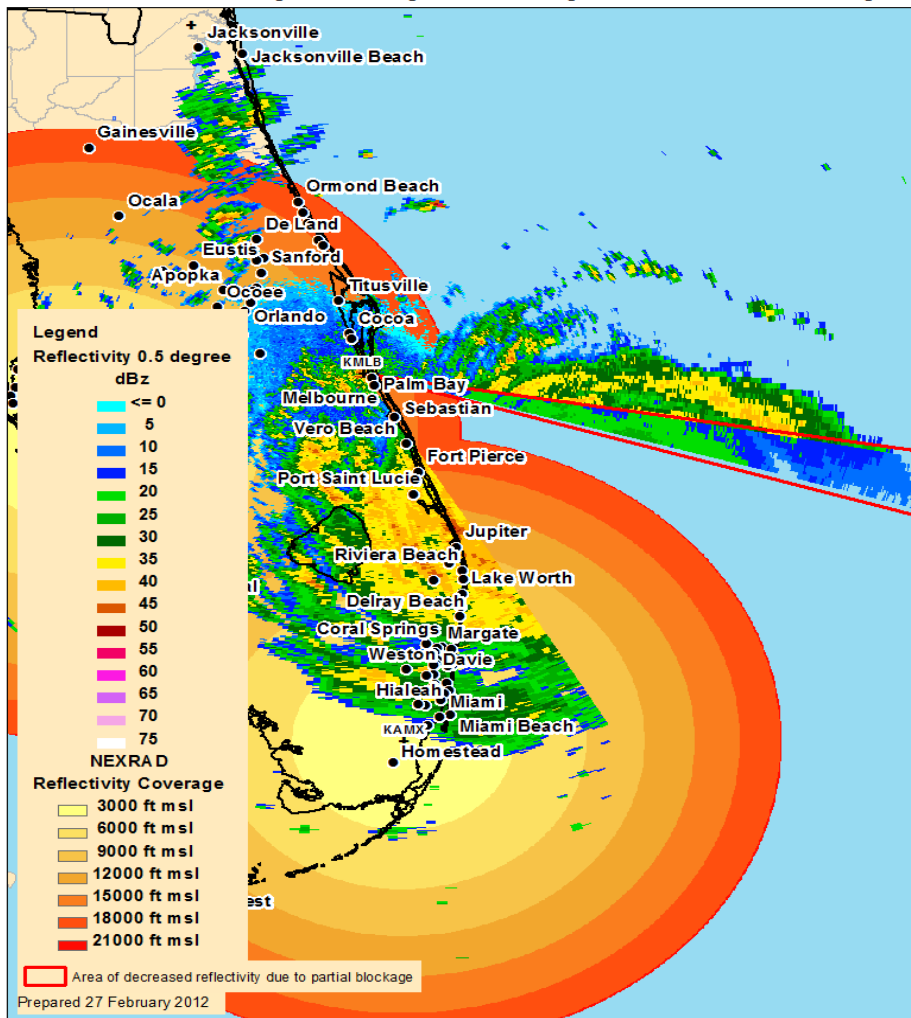 Jacksonville
Jacksonville Beach
Gainesville
Ormond Beach
Ocala
De Land
Eustis
Sanford
Apopka
Ocoee
Titusville
Orlando
Cocoa
KMLB
Palm Bay
Melbourne
Sebastian
Vero Beach
Fort Pierce
Port Saint Lucie
Jupiter
Riviera Beach
Lake Worth
Delray Beach
Coral Springs
Margate
Weston
Davie
Hialeah
Miami
KAMX
Miami Beach
Homestead
al
est
Legend
Reflectivity 0.5 degree
dBz
<= 0
5
10
15
20
25
30
35
40
45
50
55
60
65
70
75
NEXRAD
Reflectivity Coverage
3000 ft msl
6000 ft msl
9000 ft msl
12000 ft msl
15000 ft msl
18000 ft msl
21000 ft msl
Area of decreased reflectivity due to partial blockage
Prepared 27 February 2012